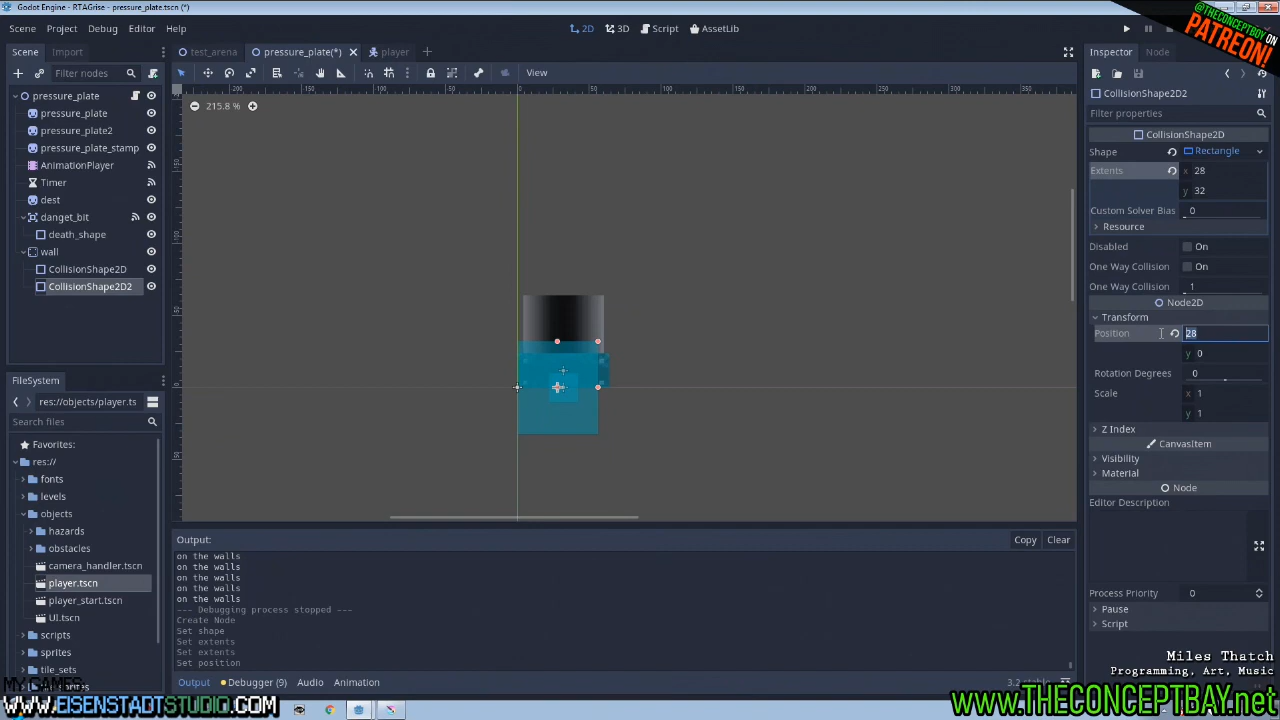 Godot Engine - RTAGrise - pressure_plate.tscn (*)
@THECONCEPTBOY ON
PATREON!
Scene Project Debug Editor Help
2D 3D Script AssetLib
Scene Import
test_arena pressure_plate(*) player
Inspector Node
Filter nodes
View
CollisionShape2D2
Filter properties
215.8 %
pressure_plate
pressure_plate
pressure_plate2
pressure_plate_stamp
AnimationPlayer
Timer
dest
danget_bit
death_shape
wall
CollisionShape2D
CollisionShape2D2
CollisionShape2D
Shape Rectangle
Extents x 28
y 32
Custom Solver Bias 0
Resource
Disabled On
One Way Collision On
One Way Collision 1
Node2D
Transform
Position 28
y 0
Rotation Degrees 0
Scale x 1
y 1
Z Index
CanvasItem
Visibility
Material
Node
Editor Description
Process Priority 0
Pause
Script
FileSystem
res://objects/player.ts
Search files
Favorites:
res://
fonts
levels
objects
hazards
obstacles
camera_handler.tscn
player.tscn
player_start.tscn
UI.tscn
scripts
sprites
tile_sets
Output: Copy Clear
on the walls
on the walls
on the walls
on the walls
on the walls
--- Debugging process stopped ---
Create Node
Set shape
Set extents
Set extents
Set position
Output Debugger (9) Audio Animation
3.2.stable
Miles Thatch
Programming, Art, Music
MY GAMES
WWW.EISENSTADTSTUDIO.COM
www.THECONCEPTBAY.net